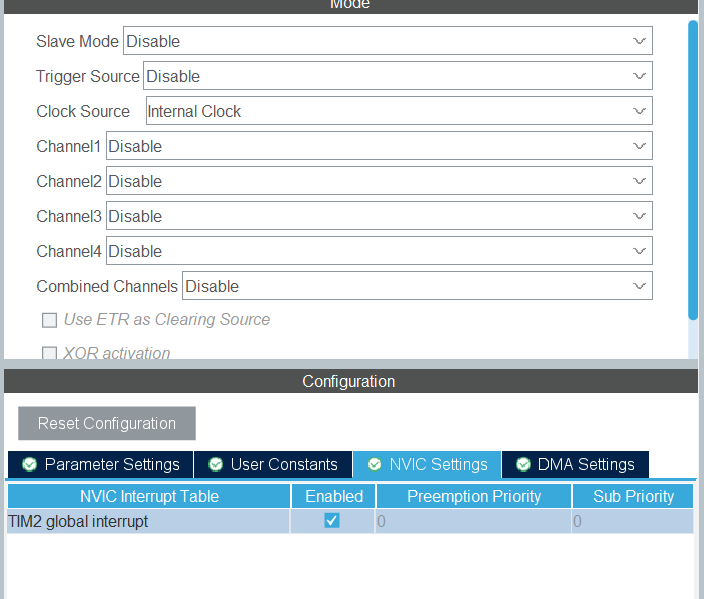 Mode
Slave Mode Disable
Trigger Source Disable
Clock Source Internal Clock
Channel1 Disable
Channel2 Disable
Channel3 Disable
Channel4 Disable
Combined Channels Disable
Use ETR as Clearing Source
XOR activation
Configuration
Reset Configuration
Parameter Settings User Constants NVIC Settings DMA Settings
NVIC Interrupt Table Enabled Preemption Priority Sub Priority
TIM2 global interrupt 0 0